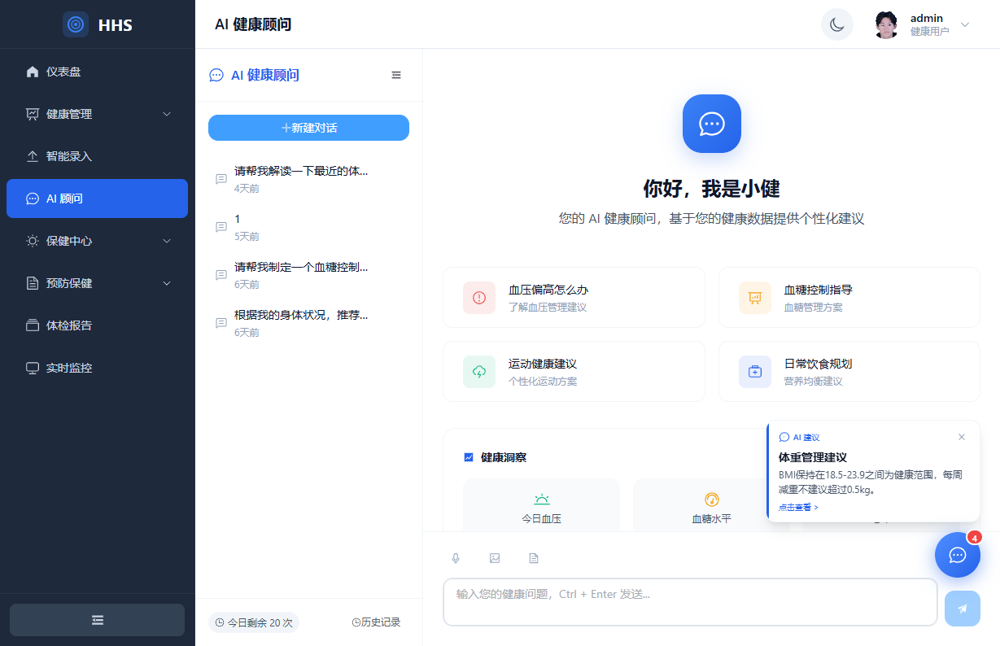 HHS
仪表盘
健康管理
智能录入
AI 顾问
保健中心
预防保健
体检报告
实时监控
AI 健康顾问
admin
健康用户
AI 健康顾问
新建对话
请帮我解读一下最近的体...
4天前
1
5天前
请帮我制定一个血糖控制...
6天前
根据我的身体状况，推荐...
6天前
今日剩余 20 次
历史记录
你好，我是小健
您的 AI 健康顾问，基于您的健康数据提供个性化建议
血压偏高怎么办
了解血压管理建议
血糖控制指导
血糖管理方案
运动健康建议
个性化运动方案
日常饮食规划
营养均衡建议
健康洞察
今日血压
血糖水平
AI 建议
体重管理建议
BMI保持在18.5-23.9之间为健康范围，每周
减重不建议超过0.5kg。
点击查看 >
4
输入您的健康问题，Ctrl + Enter 发送...